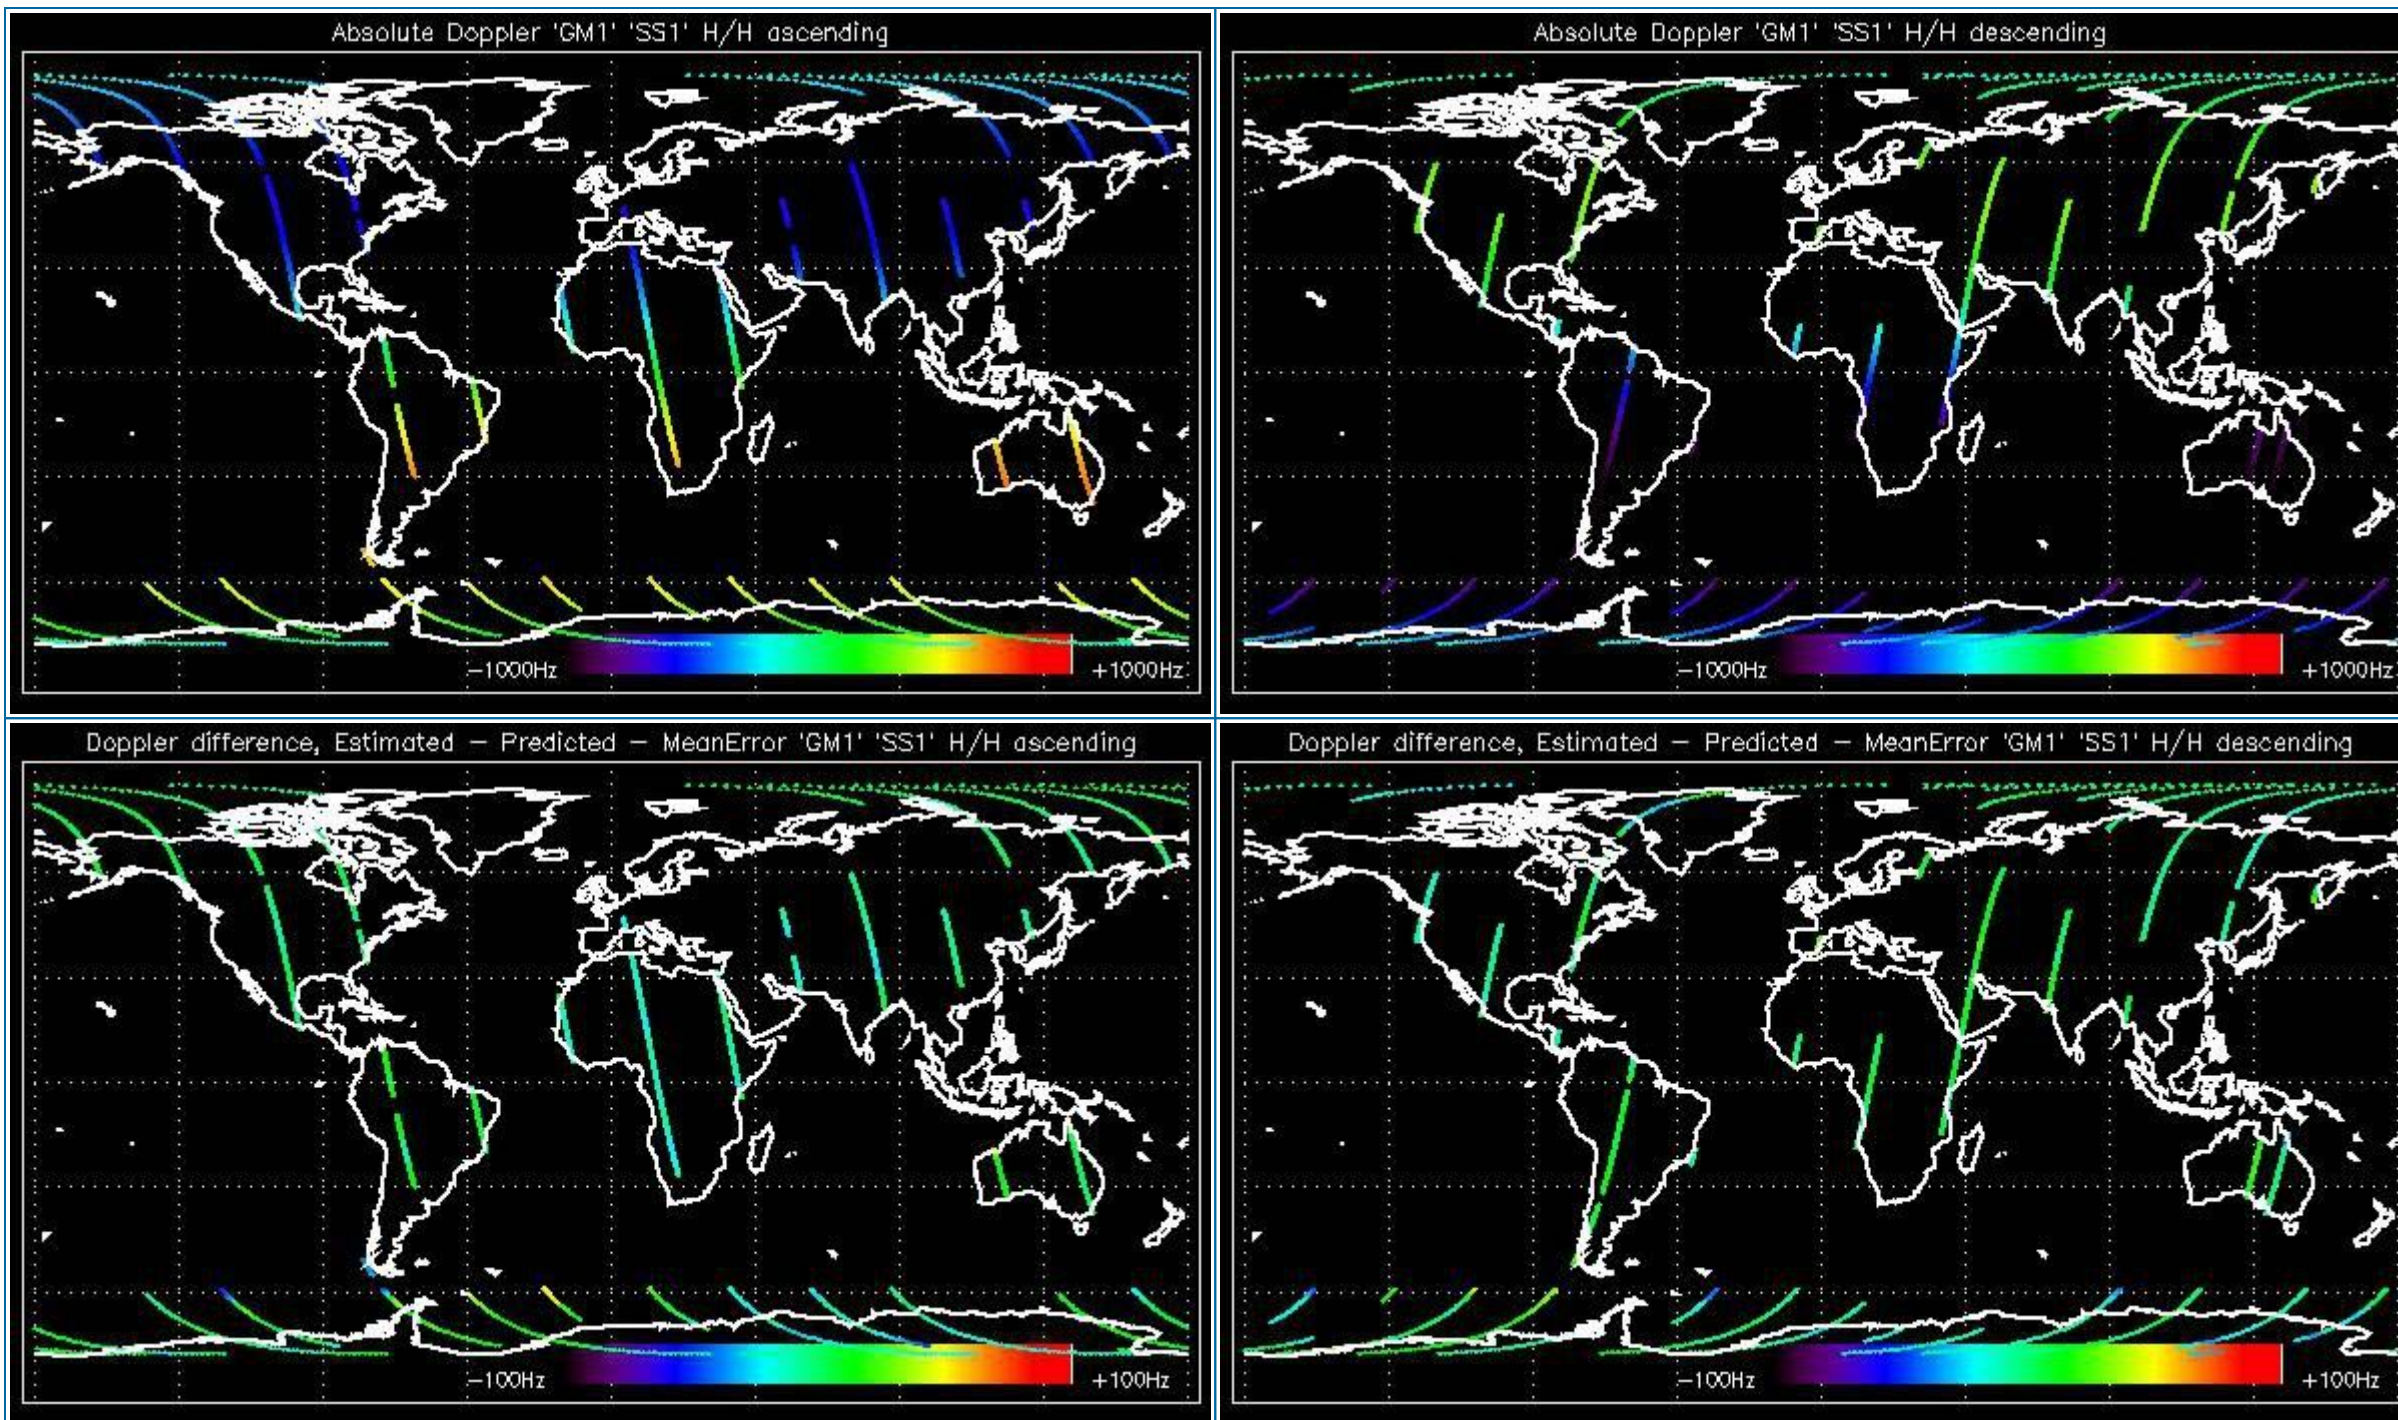 Absolute Doppler 'GM1' 'SS1' H/H ascending
-1000Hz
+1000Hz
Absolute Doppler 'GM1' 'SS1' H/H descending
-1000Hz
+1000Hz
Doppler difference, Estimated - Predicted - MeanError 'GM1' 'SS1' H/H ascending
-100Hz
+100Hz
Doppler difference, Estimated - Predicted - MeanError 'GM1' 'SS1' H/H descending
-100Hz
+100Hz